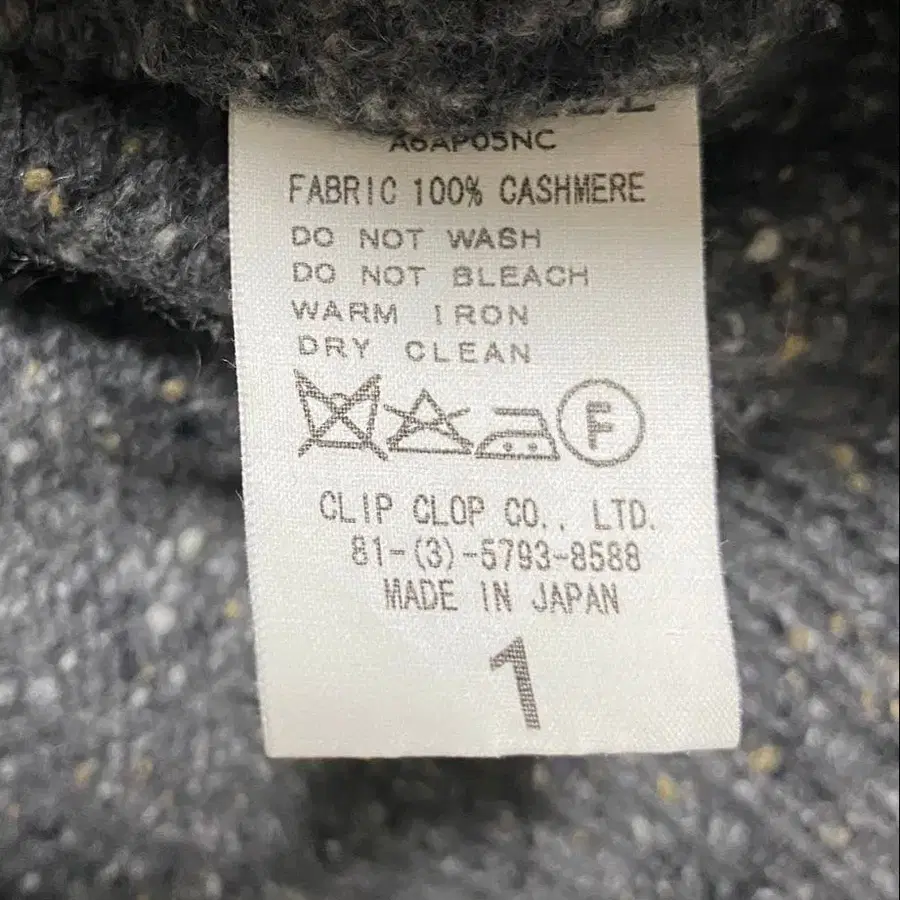 A6AP05NC
FABRIC 100% CASHMERE
DO NOT WASH
DO NOT BLEACH
WARM IRON
DRY CLEAN
F
CLIP CLOP CO., LTD.
81-(3)-5793-8588
MADE IN JAPAN
1